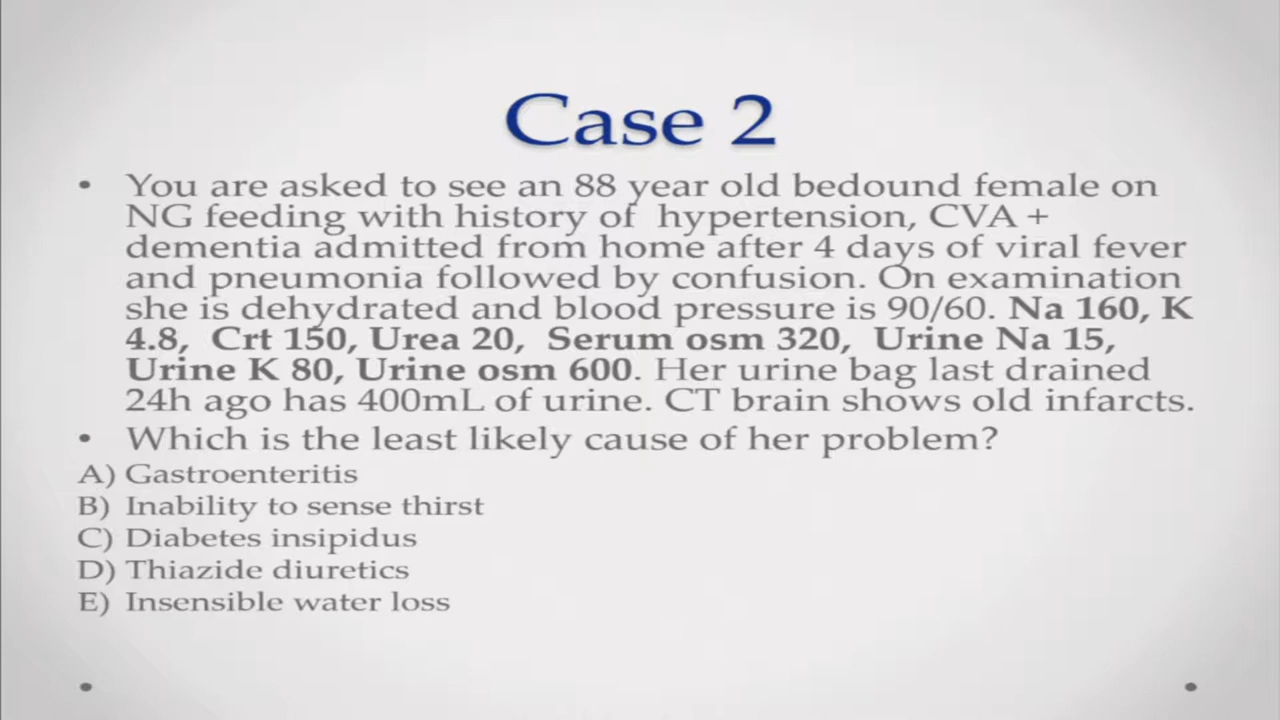 Case 2
• You are asked to see an 88 year old bedound female on
NG feeding with history of hypertension, CVA +
dementia admitted from home after 4 days of viral fever
and pneumonia followed by confusion. On examination
she is dehydrated and blood pressure is 90/60. Na 160, K
4.8, Crt 150, Urea 20, Serum osm 320, Urine Na 15,
Urine K 80, Urine osm 600. Her urine bag last drained
24h ago has 400mL of urine. CT brain shows old infarcts.
• Which is the least likely cause of her problem?
A) Gastroenteritis
B) Inability to sense thirst
C) Diabetes insipidus
D) Thiazide diuretics
E) Insensible water loss